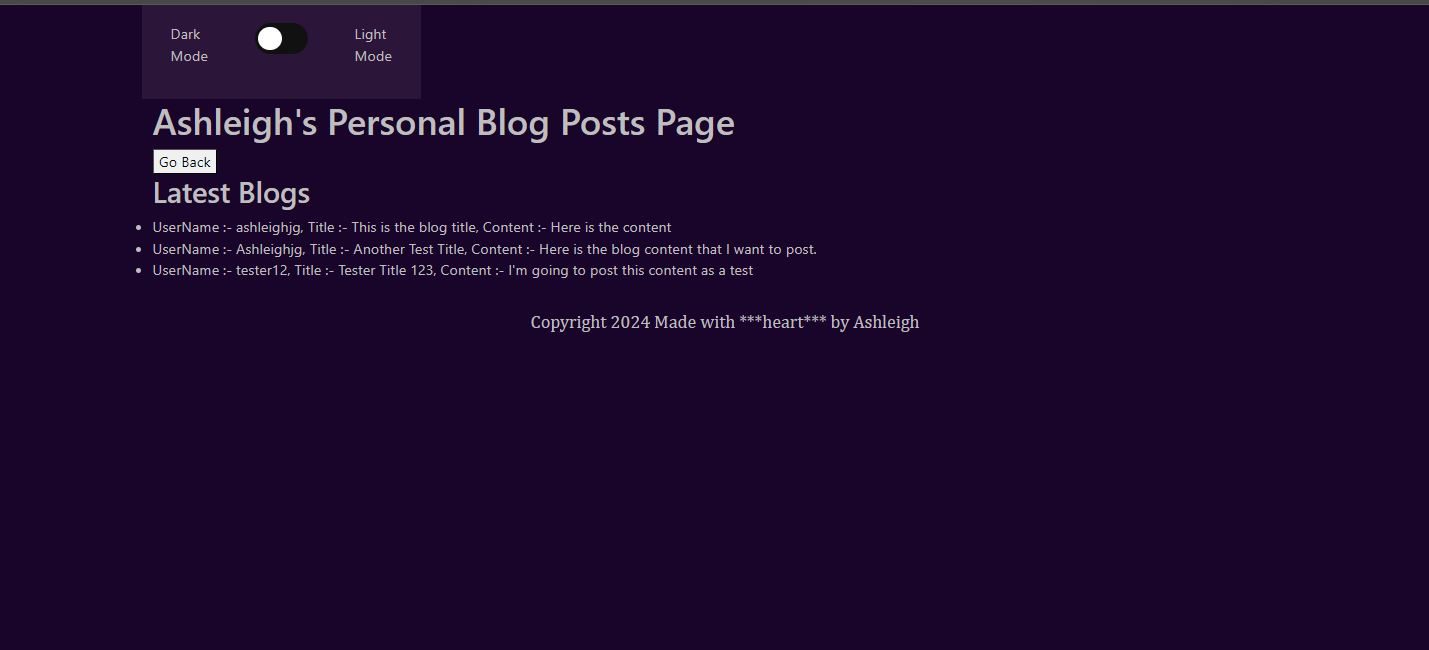 Dark Mode
Light Mode
Ashleigh's Personal Blog Posts Page
Go Back
Latest Blogs
UserName :- ashleighjg, Title :- This is the blog title, Content :- Here is the content
UserName :- Ashleighjg, Title :- Another Test Title, Content :- Here is the blog content that I want to post.
UserName :- tester12, Title :- Tester Title 123, Content :- I'm going to post this content as a test
Copyright 2024 Made with ***heart*** by Ashleigh